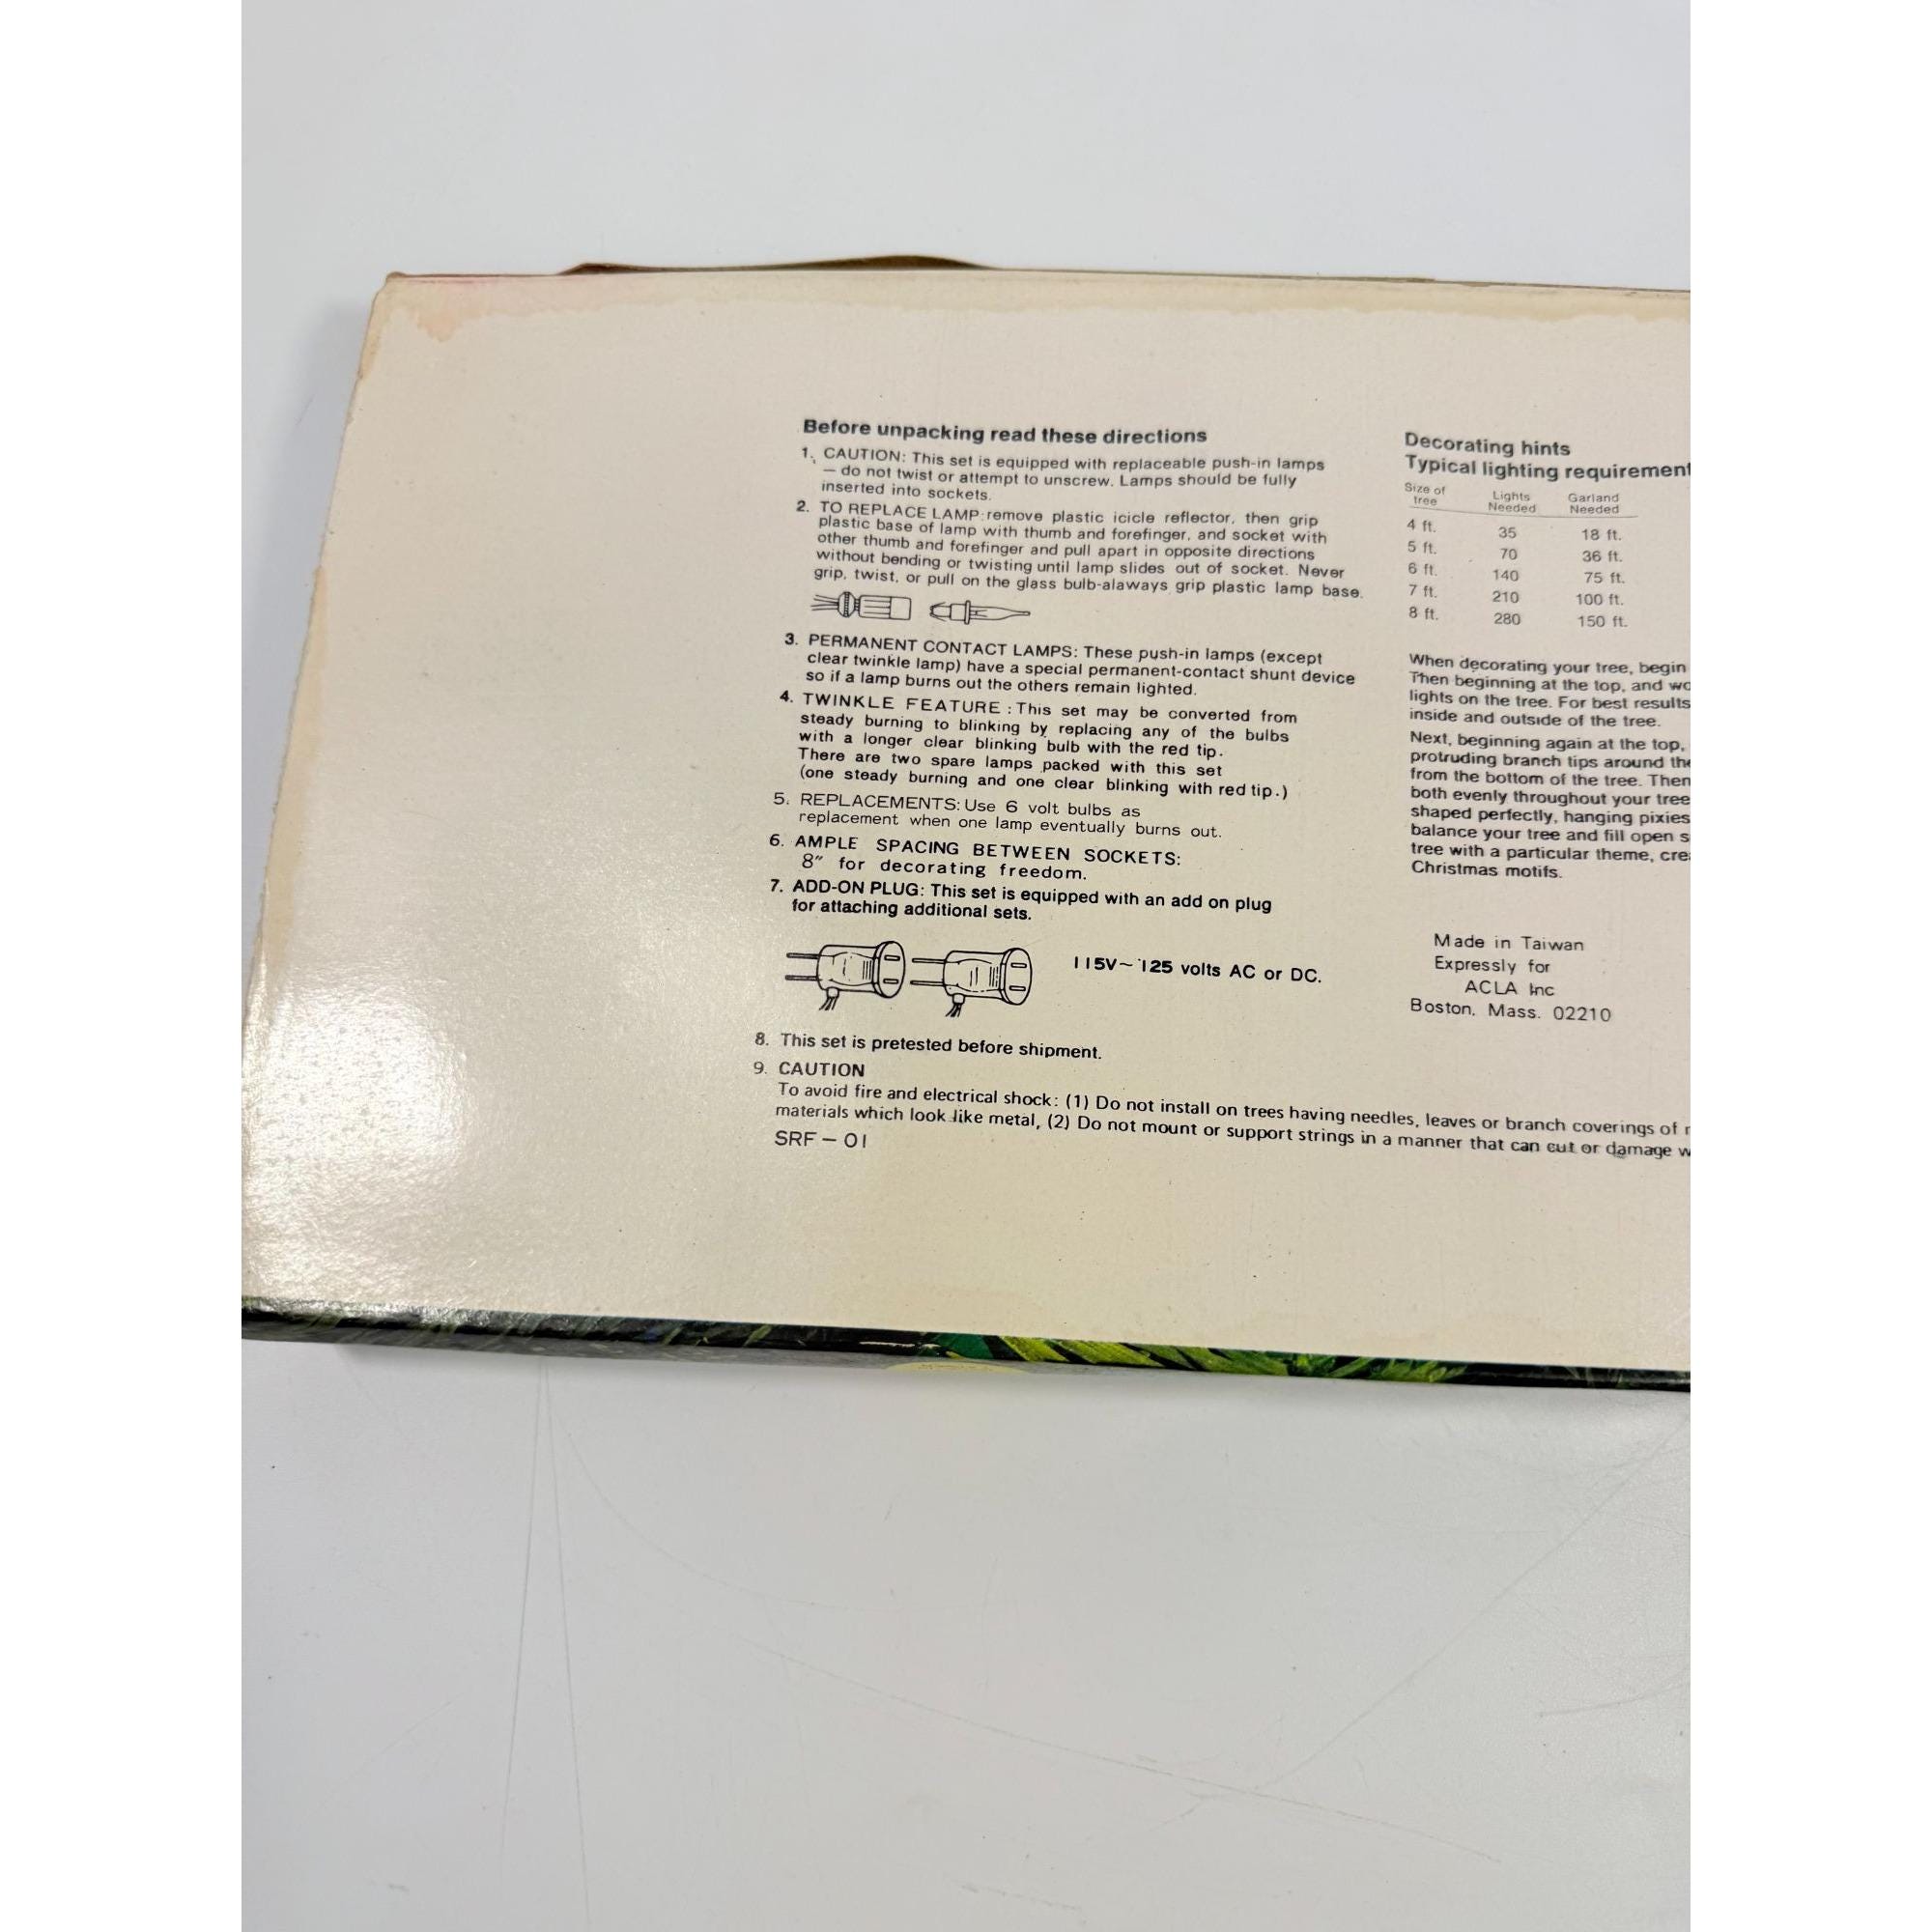 Before unpacking read these directions
1. CAUTION: This set is equipped with replaceable push-in lamps
— do not twist or attempt to unscrew. Lamps should be fully
inserted into sockets.
2. TO REPLACE LAMP: remove plastic icicle reflector, then grip
plastic base of lamp with thumb and forefinger, and socket with
other thumb and forefinger and pull apart in opposite directions
without bending or twisting until lamp slides out of socket. Never
grip, twist, or pull on the glass bulb-alaways grip plastic lamp base.
3. PERMANENT CONTACT LAMPS: These push-in lamps (except
clear twinkle lamp) have a special permanent-contact shunt device
so if a lamp burns out the others remain lighted.
4. TWINKLE FEATURE : This set may be converted from
steady burning to blinking by replacing any of the bulbs
with a longer clear blinking bulb with the red tip.
There are two spare lamps packed with this set
(one steady burning and one clear blinking with red tip.)
5. REPLACEMENTS: Use 6 volt bulbs as
replacement when one lamp eventually burns out.
6. AMPLE SPACING BETWEEN SOCKETS:
8" for decorating freedom.
7. ADD-ON PLUG: This set is equipped with an add on plug
for attaching additional sets.
115V~125 volts AC or DC.
8. This set is pretested before shipment.
9. CAUTION
To avoid fire and electrical shock: (1) Do not install on trees having needles, leaves or branch coverings of
materials which look like metal, (2) Do not mount or support strings in a manner that can cut or damage
SRF-01
Decorating hints
Typical lighting requirement
Size of tree Lights Needed Garland Needed
4 ft. 35 18 ft.
5 ft. 70 36 ft.
6 ft. 140 75 ft.
7 ft. 210 100 ft.
8 ft. 280 150 ft.
When decorating your tree, begin
Then beginning at the top, and
lights on the tree. For best results
inside and outside of the tree.
Next, beginning again at the top,
protruding branch tips around
from the bottom of the tree. Then
both evenly throughout your tree
shaped perfectly, hanging pixies
balance your tree and fill open
tree with a particular theme,
Christmas motifs.
Made in Taiwan
Expressly for
ACLA Inc
Boston, Mass. 02210